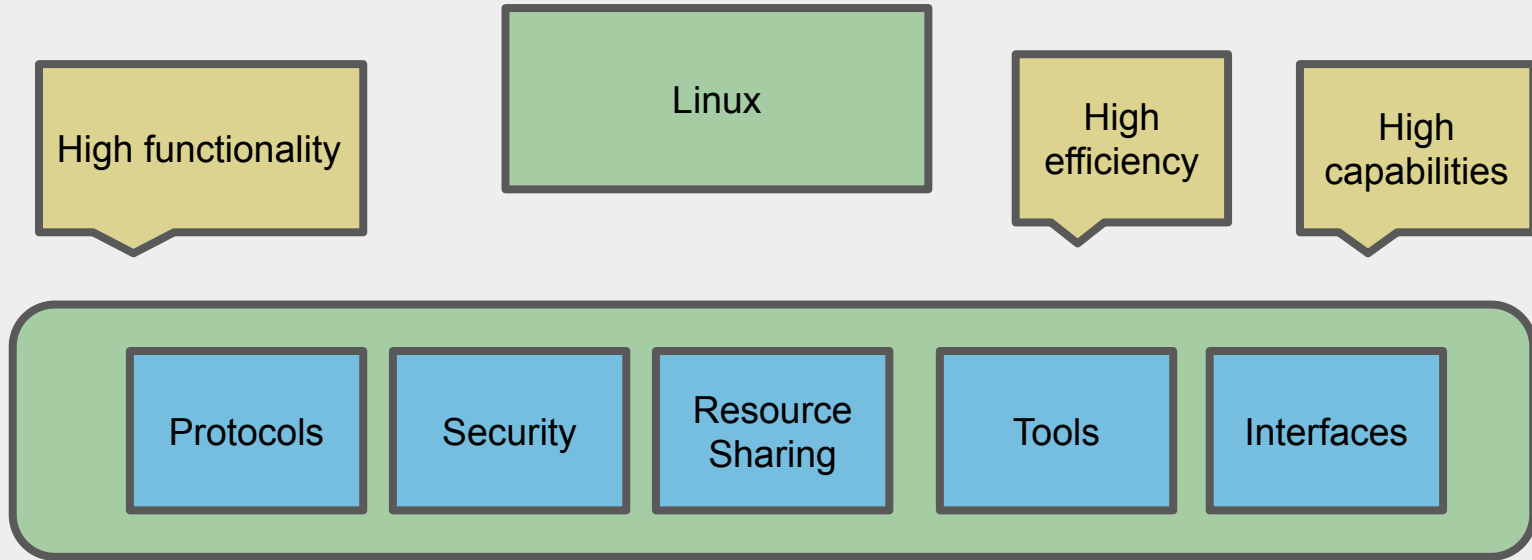 High functionality
Linux
High
efficiency
High
capabilities
Protocols
Security
Resource
Sharing
Tools
Interfaces